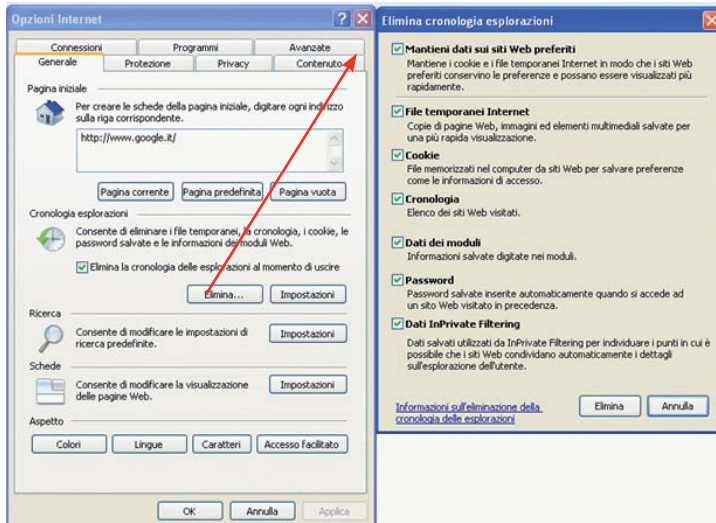 Opzioni Internet
Connessioni Programmi Avanzate
Generale Protezione Privacy Contenuto
Pagina iniziale
Per creare le schede della pagina iniziale, digitare ogni indirizzo
sulla riga corrispondente.
http://www.google.it/
Pagina corrente Pagina predefinita Pagina vuota
Cronologia esplorazioni
Consente di eliminare i file temporanei, la cronologia, i cookie, le
password salvate e le informazioni dei moduli Web.
Elimina la cronologia delle esplorazioni al momento di uscire
Elimina... Impostazioni
Ricerca
Consente di modificare le impostazioni di
ricerca predefinite.
Impostazioni
Schede
Consente di modificare la visualizzazione
delle pagine Web.
Impostazioni
Aspetto
Colori Lingue Caratteri Accesso facilitato
OK Annulla Applica
Elimina cronologia esplorazioni
Mantieni dati sui siti Web preferiti
Mantiene i cookie e i file temporanei Internet in modo che i siti Web
preferiti conservino le preferenze e possano essere visualizzati più
rapidamente.
File temporanei Internet
Copie di pagine Web, immagini ed elementi multimediali salvate per
una più rapida visualizzazione.
Cookie
File memorizzati nel computer da siti Web per salvare preferenze
come le informazioni di accesso.
Cronologia
Elenco dei siti Web visitati.
Dati dei moduli
Informazioni salvate digitate nei moduli.
Password
Password salvate inserite automaticamente quando si accede ad
un sito Web visitato in precedenza.
Dati InPrivate Filtering
Dati salvati utilizzati da InPrivate Filtering per individuare i punti in cui è
possibile che i siti Web condividano automaticamente i dettagli
sull'esplorazione dell'utente.
Informazioni sull'eliminazione della
cronologia delle esplorazioni
Elimina Annulla